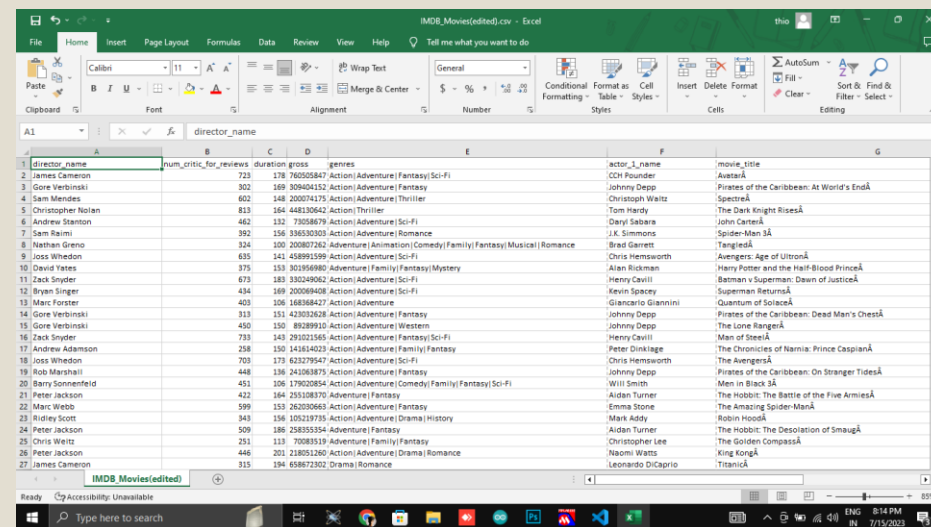 IMDB_Movies(edited).csv - Excel
thio
File Home Insert Page Layout Formulas Data Review View Help Tell me what you want to do
Paste
Calibri 11 A A
Wrap Text
General
AutoSum
B I U A
Merge & Center
$ % ,
Conditional Formatting Format as Table Cell Styles
Insert Delete Format
Fill
Clear
Sort & Filter Find & Select
Clipboard Font Alignment Number Styles Cells Editing
A1 fx director_name
A B C D E F G
1 director_name num_critic_for_reviews duration gross genres actor_1_name movie_title
2 James Cameron 723 178 760505847 Action|Adventure|Fantasy|Sci-Fi CCH Pounder AvatarÂ
3 Gore Verbinski 302 169 309404152 Action|Adventure|Fantasy Johnny Depp Pirates of the Caribbean: At World's EndÂ
4 Sam Mendes 602 148 200074175 Action|Adventure|Thriller Christoph Waltz SpectreÂ
5 Christopher Nolan 813 164 448130642 Action|Thriller Tom Hardy The Dark Knight RisesÂ
6 Andrew Stanton 462 132 73058679 Action|Adventure|Sci-Fi Daryl Sabara John CarterÂ
7 Sam Raimi 392 156 336530303 Action|Adventure|Romance J.K. Simmons Spider-Man 3Â
8 Nathan Greno 324 100 200807262 Adventure|Animation|Comedy|Family|Fantasy|Musical|Romance Brad Garrett TangledÂ
9 Joss Whedon 635 141 458991599 Action|Adventure|Sci-Fi Chris Hemsworth Avengers: Age of UltronÂ
10 David Yates 375 153 301956980 Adventure|Family|Fantasy|Mystery Alan Rickman Harry Potter and the Half-Blood PrinceÂ
11 Zack Snyder 673 183 330249062 Action|Adventure|Sci-Fi Henry Cavill Batman v Superman: Dawn of JusticeÂ
12 Bryan Singer 434 169 200069408 Action|Adventure|Sci-Fi Kevin Spacey Superman ReturnsÂ
13 Marc Forster 403 106 168368427 Action|Adventure Giancarlo Giannini Quantum of SolaceÂ
14 Gore Verbinski 313 151 423032628 Action|Adventure|Fantasy Johnny Depp Pirates of the Caribbean: Dead Man's ChestÂ
15 Gore Verbinski 450 150 89289910 Action|Adventure|Western Johnny Depp The Lone RangerÂ
16 Zack Snyder 733 143 291021565 Action|Adventure|Fantasy|Sci-Fi Henry Cavill Man of SteelÂ
17 Andrew Adamson 258 150 141614023 Action|Adventure|Family|Fantasy Peter Dinklage The Chronicles of Narnia: Prince CaspianÂ
18 Joss Whedon 703 173 623279547 Action|Adventure|Sci-Fi Chris Hemsworth The AvengersÂ
19 Rob Marshall 448 136 241063875 Action|Adventure|Fantasy Johnny Depp Pirates of the Caribbean: On Stranger TidesÂ
20 Barry Sonnenfeld 451 106 179020854 Action|Adventure|Comedy|Family|Fantasy|Sci-Fi Will Smith Men in Black 3Â
21 Peter Jackson 422 164 255108370 Adventure|Fantasy Aidan Turner The Hobbit: The Battle of the Five ArmiesÂ
22 Marc Webb 599 153 262030663 Action|Adventure|Fantasy Emma Stone The Amazing Spider-ManÂ
23 Ridley Scott 343 156 105219735 Action|Adventure|Drama|History Mark Addy Robin HoodÂ
24 Peter Jackson 509 186 258355354 Adventure|Fantasy Aidan Turner The Hobbit: The Desolation of SmaugÂ
25 Chris Weitz 251 113 70083519 Adventure|Family|Fantasy Christopher Lee The Golden CompassÂ
26 Peter Jackson 446 201 218051260 Action|Adventure|Drama|Romance Naomi Watts King KongÂ
27 James Cameron 315 194 658672302 Drama|Romance Leonardo DiCaprio TitanicÂ
IMDB_Movies(edited)
Ready Accessibility: Unavailable 85%
Type here to search
ENG 8:14 PM
IN 7/15/2023